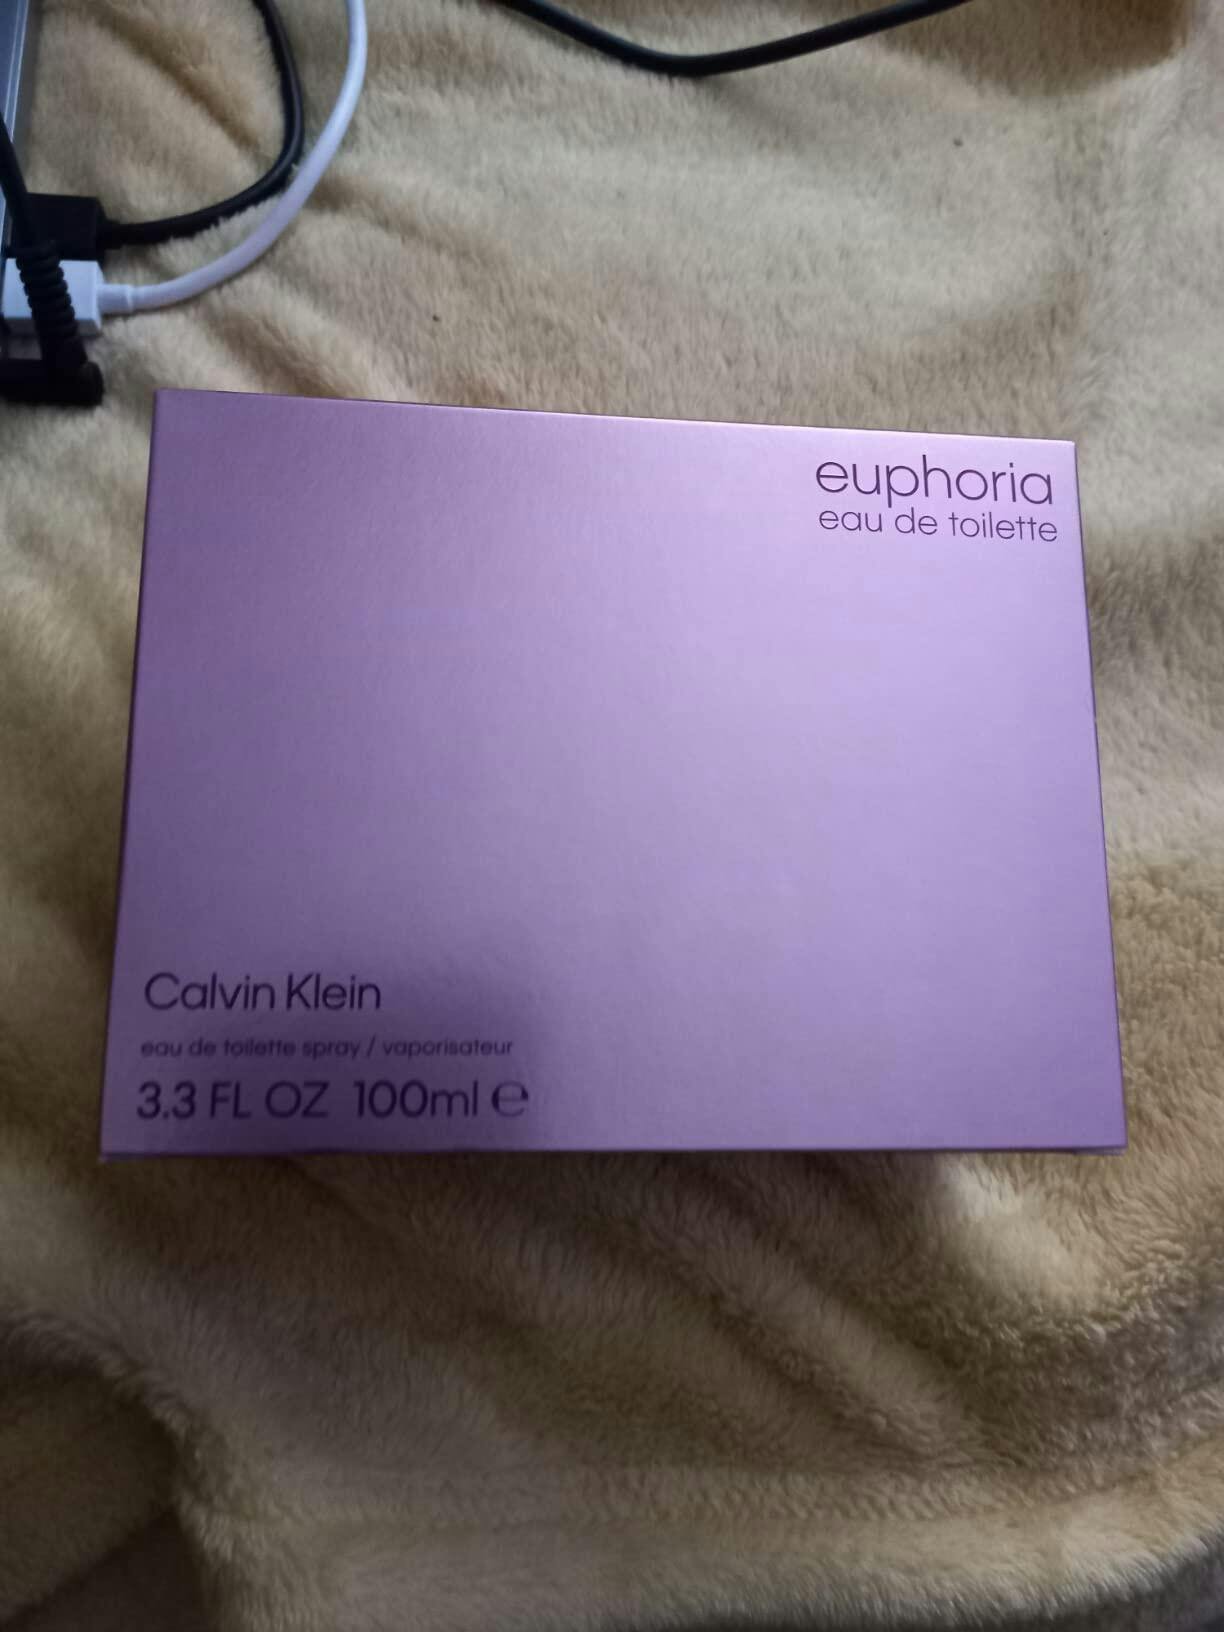 euphoria
eau de toilette
Calvin Klein
eau de toilette spray / vaporisateur
3.3 FL OZ 100ml ℮